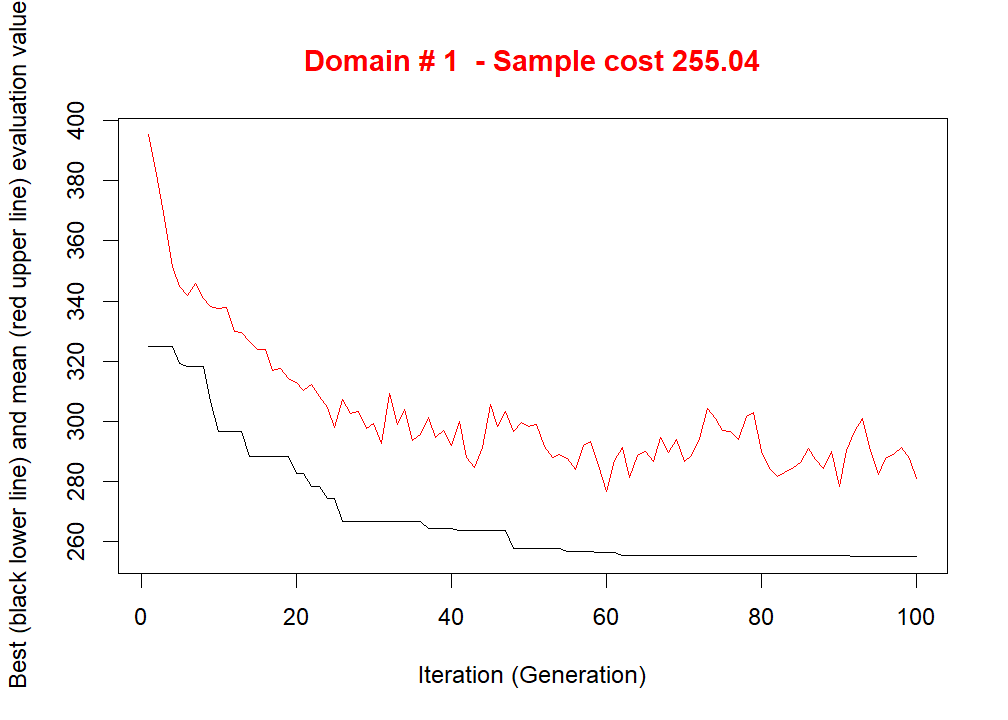 Domain # 1  - Sample cost 255.04
Best (black lower line) and mean (red upper line) evaluation value
400
380
360
340
320
300
280
260
0 20 40 60 80 100
Iteration (Generation)